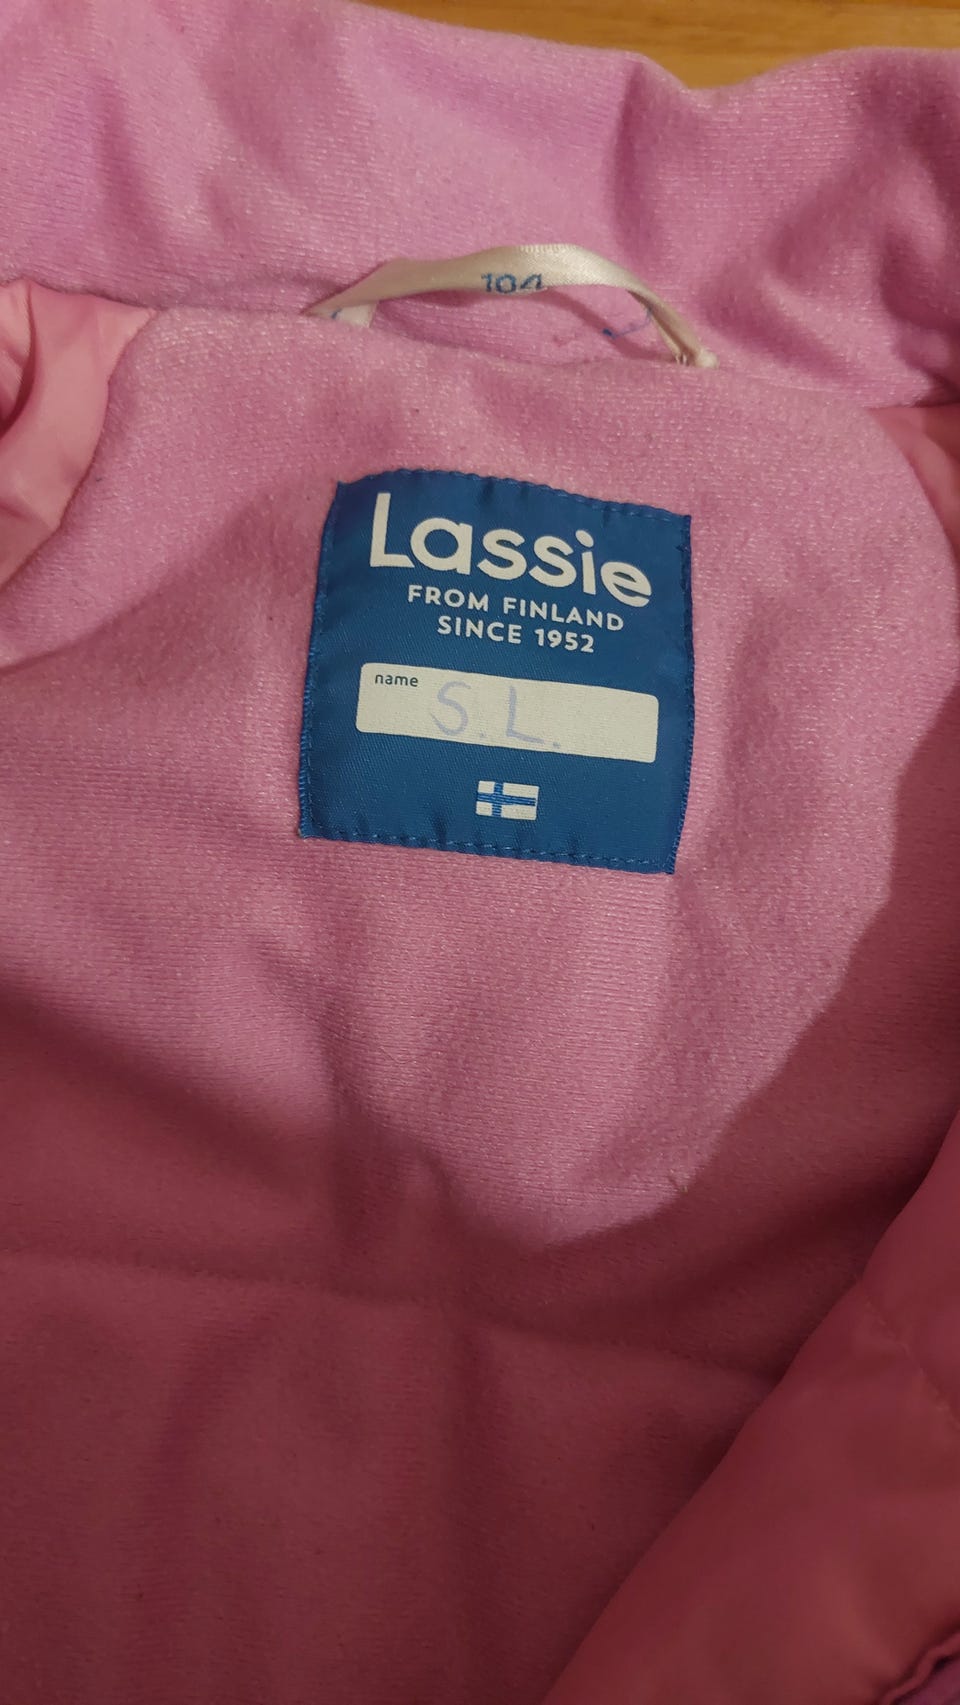 104
Lassie
FROM FINLAND
SINCE 1952
name S. L.